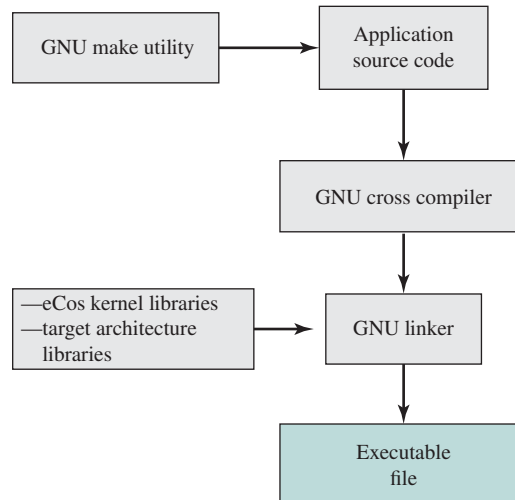 GNU make utility
Application
source code
GNU cross compiler
—eCos kernel libraries
—target architecture
libraries
GNU linker
Executable
file